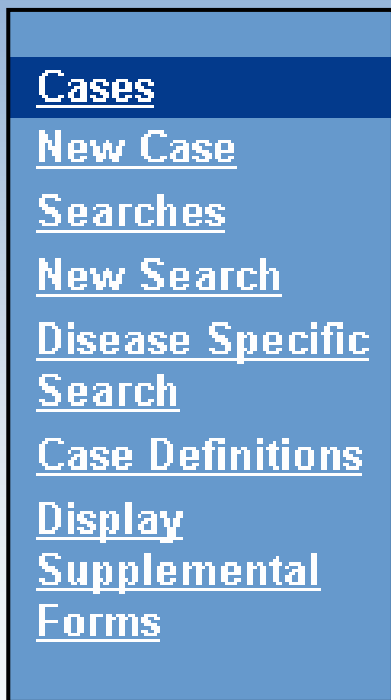 Cases
New Case
Searches
New Search
Disease Specific
Search
Case Definitions
Display
Supplemental
Forms